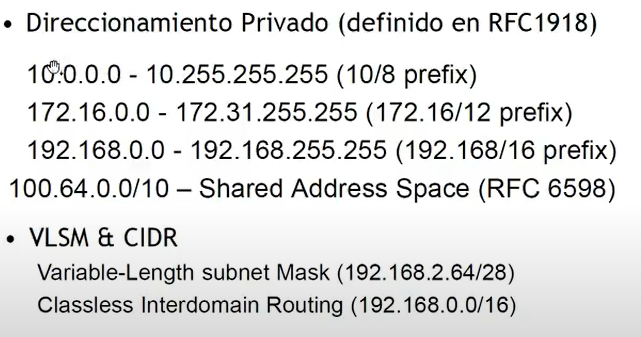 • Direccionamiento Privado (definido en RFC1918)
10.0.0.0 - 10.255.255.255 (10/8 prefix)
172.16.0.0 - 172.31.255.255 (172.16/12 prefix)
192.168.0.0 - 192.168.255.255 (192.168/16 prefix)
100.64.0.0/10 – Shared Address Space (RFC 6598)
• VLSM & CIDR
Variable-Length subnet Mask (192.168.2.64/28)
Classless Interdomain Routing (192.168.0.0/16)